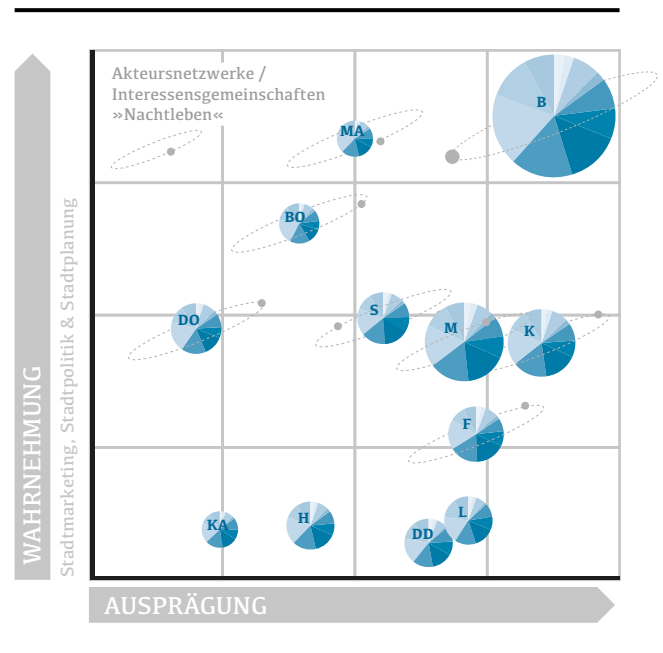 Akteursnetzwerke /
Interessensgemeinschaften
»Nachtleben«
B
MA
BO
DO
S
M
K
F
KA
H
DD
L
WAHRNEHMUNG
Stadtmarketing, Stadtpolitik & Stadtplanung
AUSPRÄGUNG